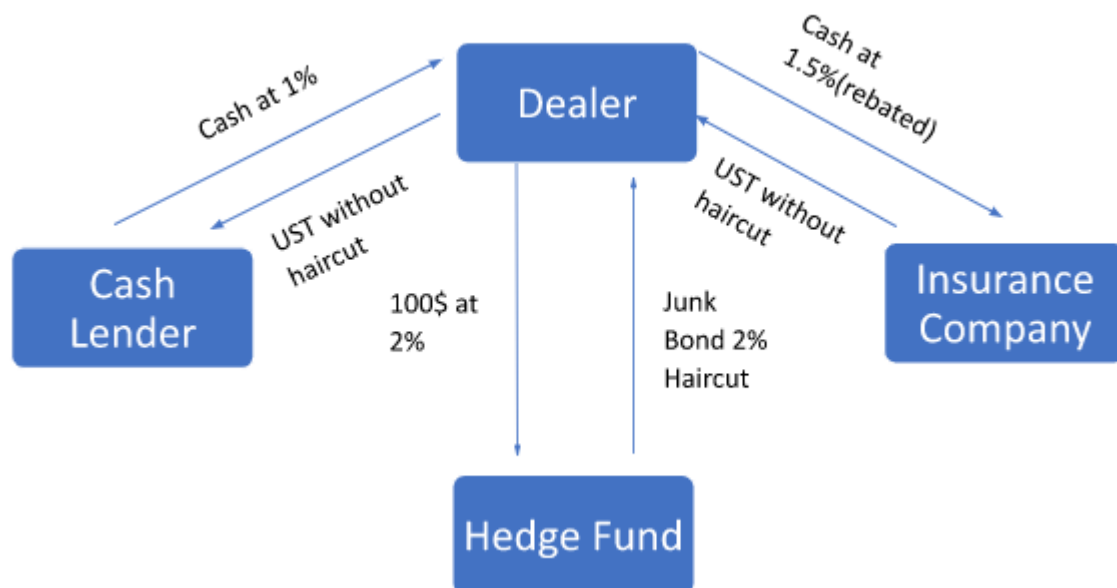 Dealer
Cash at
1.5%(rebated)
Cash at 1%
UST without
haircut
UST without
haircut
Cash
Lender
100$ at
2%
Junk
Bond 2%
Haircut
Insurance
Company
Hedge Fund